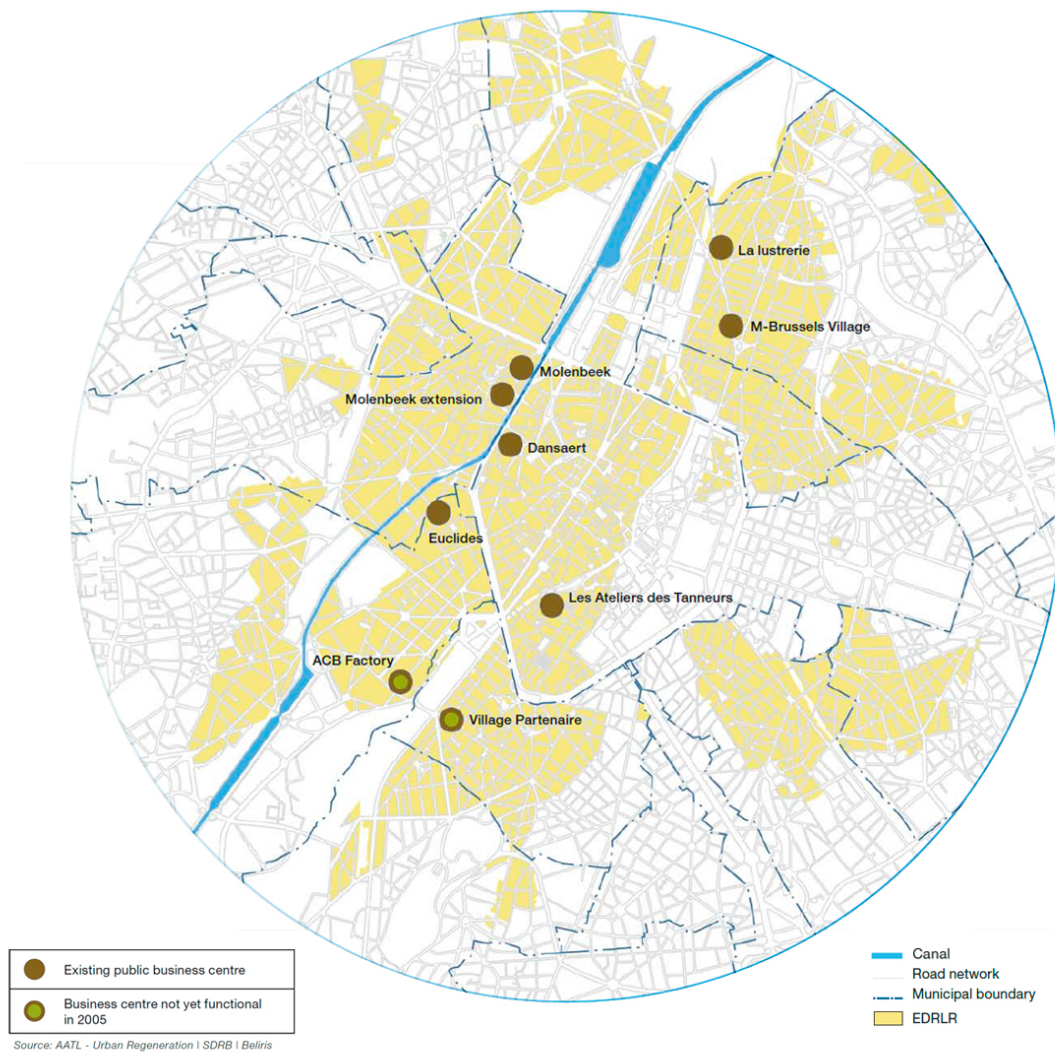 La lustrerie
M-Brussels Village
Molenbeek
Molenbeek extension
Dansaert
Euclides
Les Ateliers des Tanneurs
ACB Factory
Village Partenaire
Existing public business centre
Business centre not yet functional
in 2005
Canal
Road network
Municipal boundary
EDRLR
Source: AATL - Urban Regeneration | SDRB | Beliris